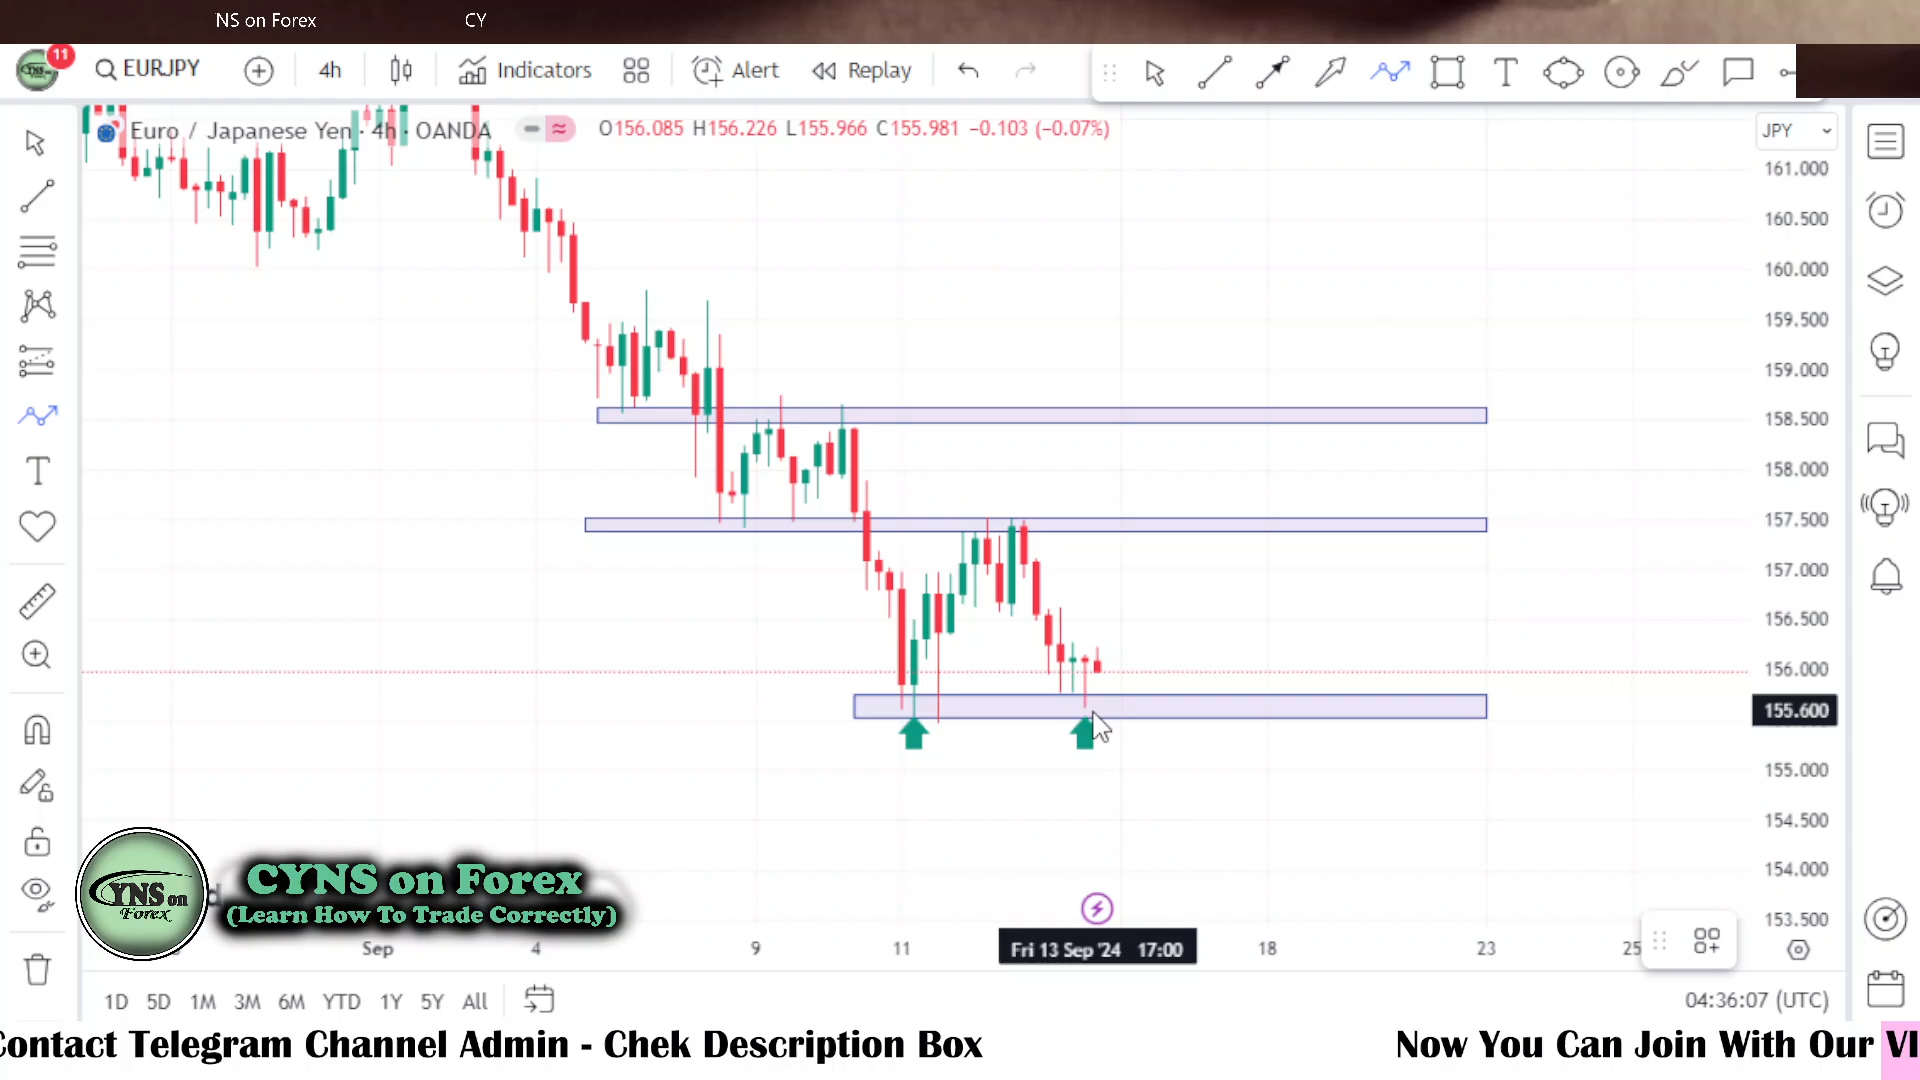 NS on Forex CY
11
EURJPY 4h Indicators Alert Replay
Euro / Japanese Yen · 4h · OANDA O156.085 H156.226 L155.966 C155.981 −0.103 (−0.07%)
JPY
161.000
160.500
160.000
159.500
159.000
158.500
158.000
157.500
157.000
156.500
156.000
155.600
155.000
154.500
154.000
153.500
YNS on
Forex
CYNS on Forex
(Learn How To Trade Correctly)
Sep 4 9 11 Fri 13 Sep '24 17:00 18 23 25
1D 5D 1M 3M 6M YTD 1Y 5Y All 04:36:07 (UTC)
Contact Telegram Channel Admin - Chek Description Box Now You Can Join With Our VI